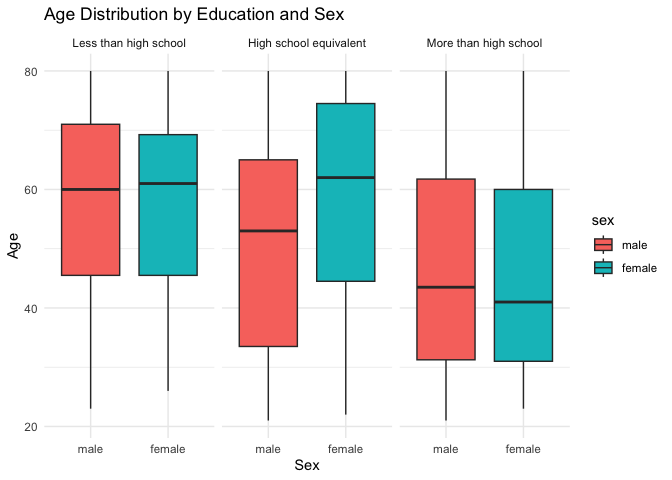 Age Distribution by Education and Sex
Less than high school
High school equivalent
More than high school
80
60
40
20
Age
male
female
male
female
male
female
Sex
sex
male
female